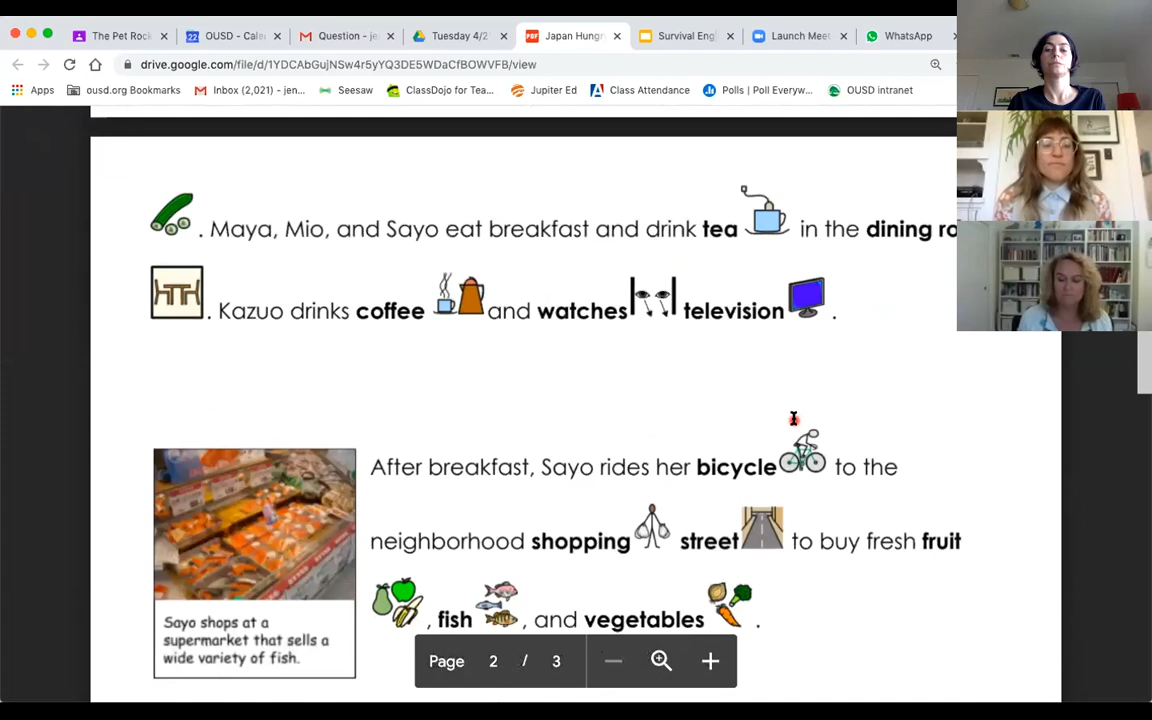 The Pet Rock
OUSD - Cale
Question - je
Tuesday 4/2
Japan Hungr
Survival Eng
Launch Meet
WhatsApp
22
PDF
drive.google.com/file/d/1YDCAbGujNSw4r5yYQ3DE5WDaCfBOWVFB/view
Apps
ousd.org Bookmarks
Inbox (2,021) - jen...
Seesaw
ClassDojo for Tea...
Jupiter Ed
Class Attendance
Polls | Poll Everyw...
OUSD intranet
. Maya, Mio, and Sayo eat breakfast and drink tea in the dining ro
. Kazuo drinks coffee and watches television .
After breakfast, Sayo rides her bicycle to the
neighborhood shopping street to buy fresh fruit
, fish , and vegetables .
Sayo shops at a
supermarket that sells a
wide variety of fish.
Page 2 / 3